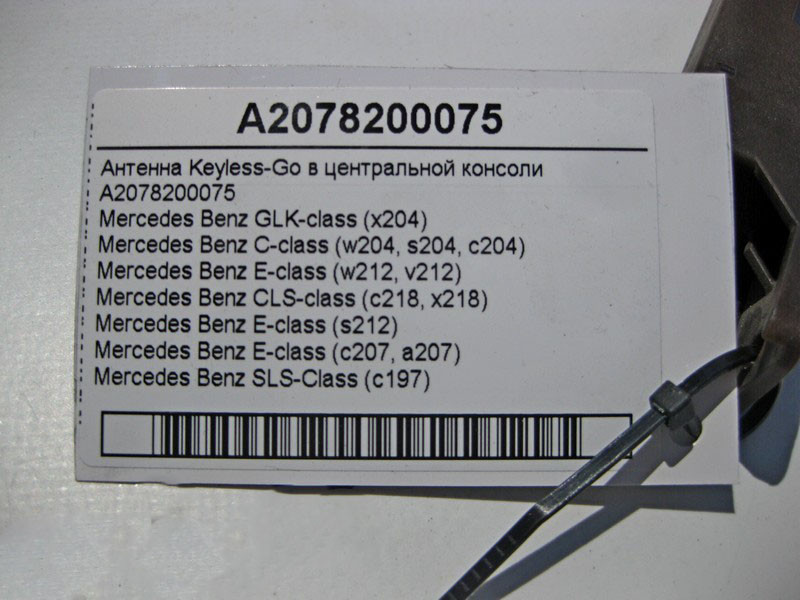 A2078200075
Антенна Keyless-Go в центральной консоли
A2078200075
Mercedes Benz GLK-class (x204)
Mercedes Benz C-class (w204, s204, c204)
Mercedes Benz E-class (w212, v212)
Mercedes Benz CLS-class (c218, x218)
Mercedes Benz E-class (s212)
Mercedes Benz E-class (c207, a207)
Mercedes Benz SLS-Class (c197)